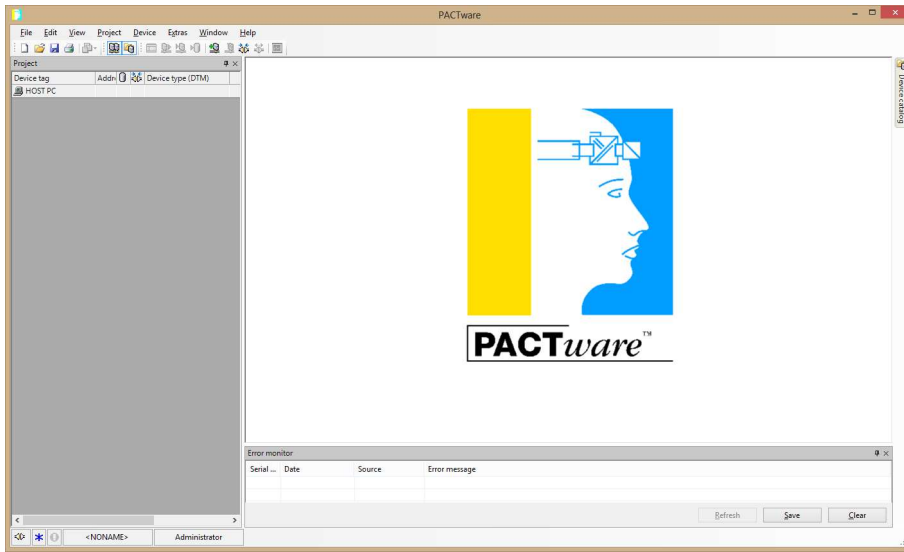 PACTware
File Edit View Project Device Extras Window Help
Project
Device tag Addr Device type (DTM)
HOST PC
Device catalog
PACTware™
Error monitor
Serial ... Date Source Error message
Refresh Save Clear
<NONAME> Administrator